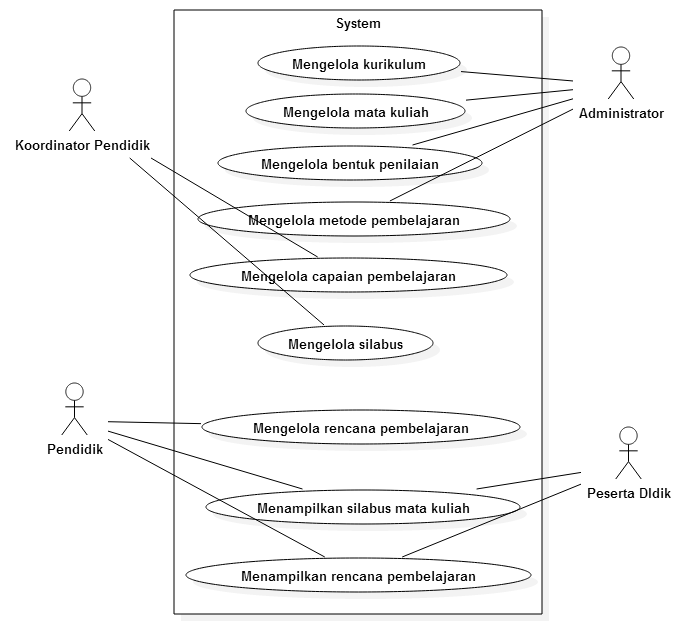 System
Mengelola kurikulum
Mengelola mata kuliah
Administrator
Koordinator Pendidik
Mengelola bentuk penilaian
Mengelola metode pembelajaran
Mengelola capaian pembelajaran
Mengelola silabus
Mengelola rencana pembelajaran
Pendidik
Peserta DIdik
Menampilkan silabus mata kuliah
Menampilkan rencana pembelajaran